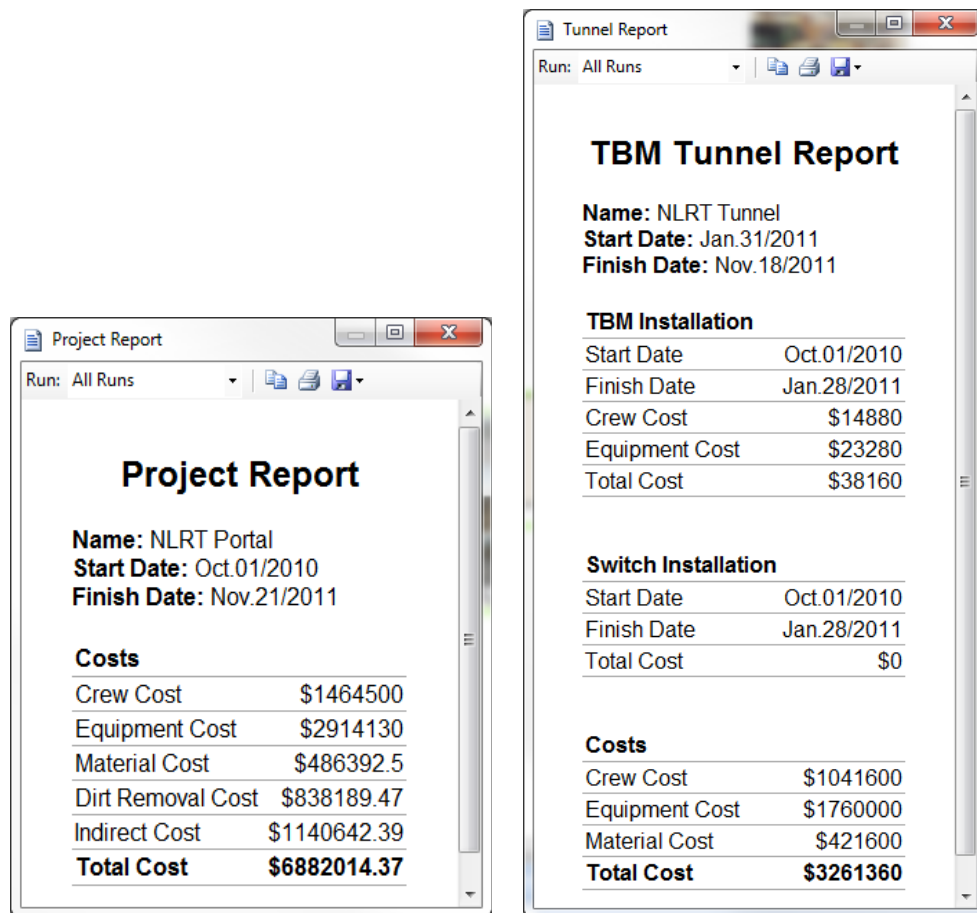 Project Report
Run: All Runs
Project Report
Name: NLRT Portal
Start Date: Oct.01/2010
Finish Date: Nov.21/2011
Costs
Crew Cost $1464500
Equipment Cost $2914130
Material Cost $486392.5
Dirt Removal Cost $838189.47
Indirect Cost $1140642.39
Total Cost $6882014.37
Tunnel Report
Run: All Runs
TBM Tunnel Report
Name: NLRT Tunnel
Start Date: Jan.31/2011
Finish Date: Nov.18/2011
TBM Installation
Start Date Oct.01/2010
Finish Date Jan.28/2011
Crew Cost $14880
Equipment Cost $23280
Total Cost $38160
Switch Installation
Start Date Oct.01/2010
Finish Date Jan.28/2011
Total Cost $0
Costs
Crew Cost $1041600
Equipment Cost $1760000
Material Cost $421600
Total Cost $3261360